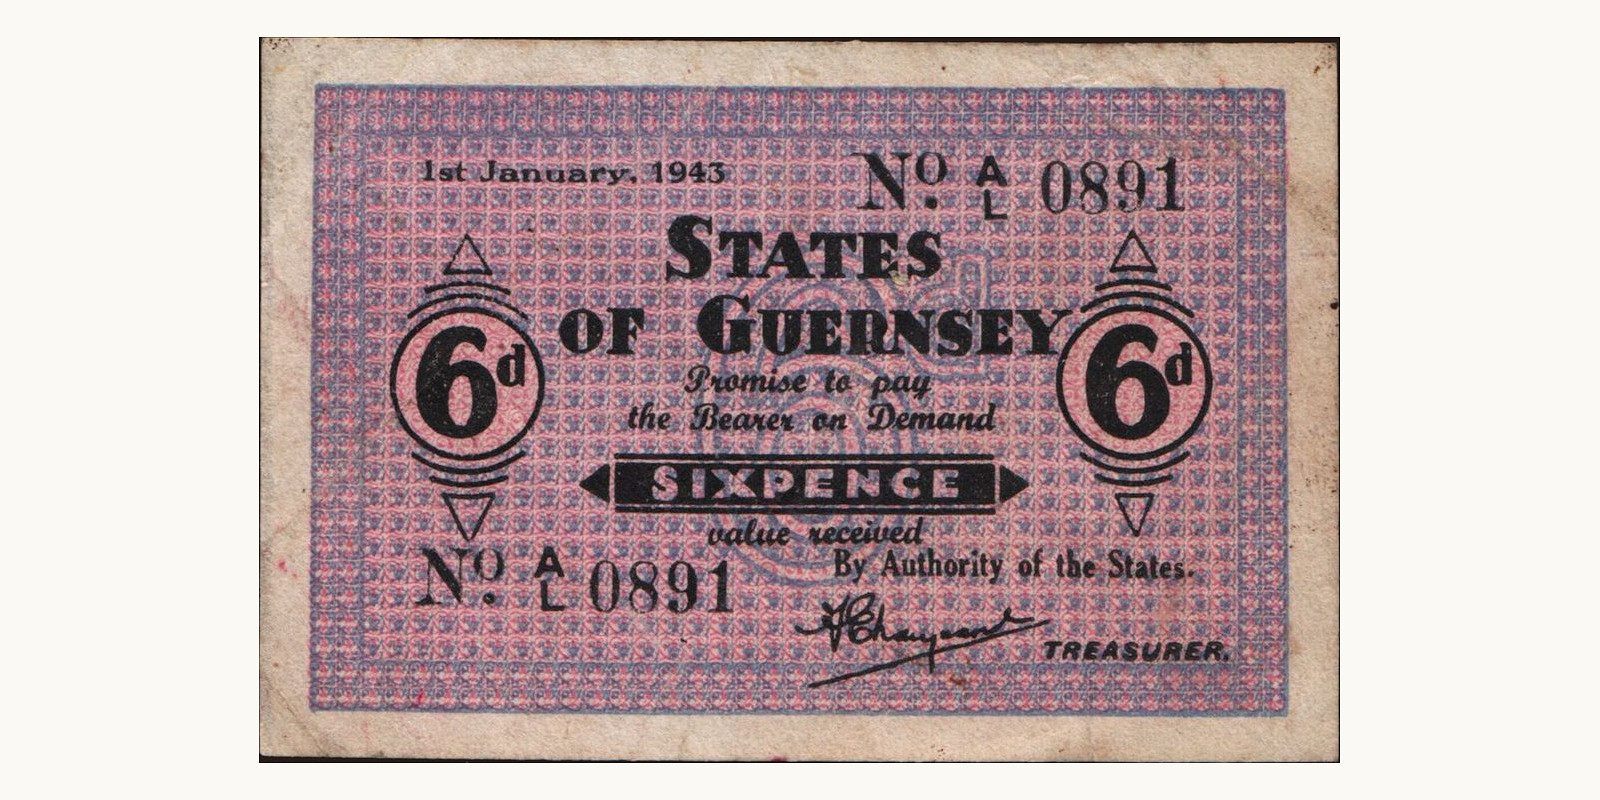 1st January, 1943
Nº A/L 0891
STATES
OF GUERNSEY
6d
6d
Promise to pay
the Bearer on Demand
SIXPENCE
value received
By Authority of the States.
Nº A/L 0891
TREASURER.